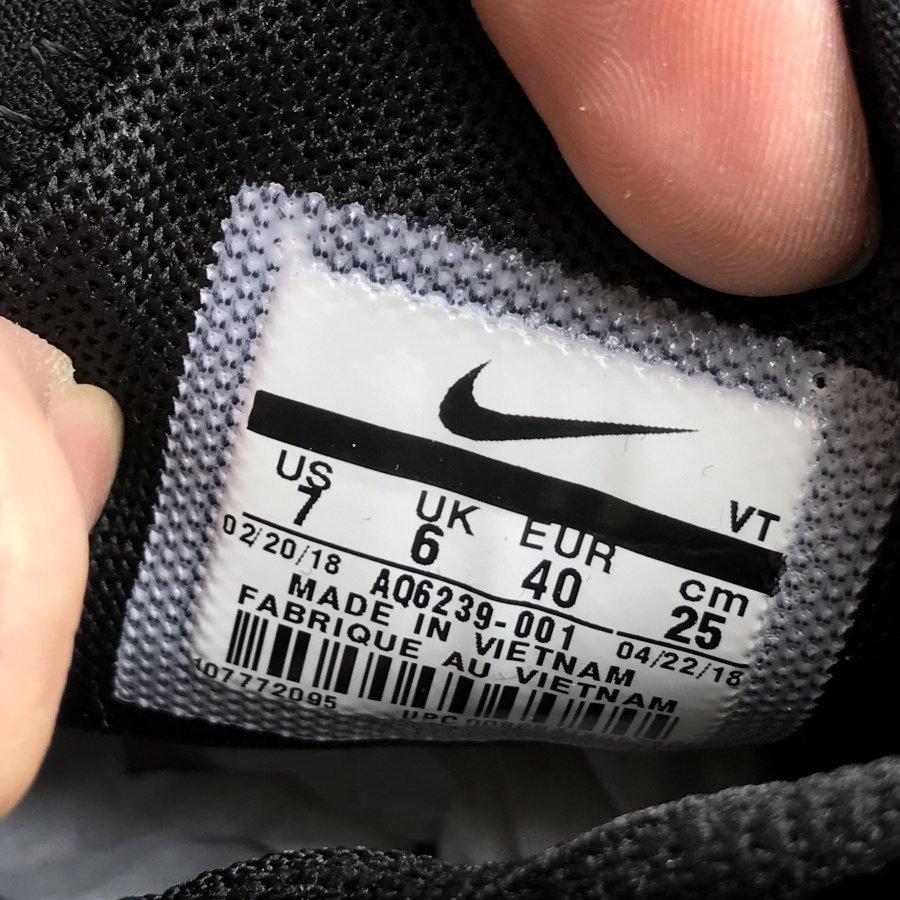 VT
US UK EUR cm
7 6 40 25
02/20/18 AQ6239-001 04/22/18
MADE IN VIETNAM
FABRIQUE AU VIETNAM
UPC